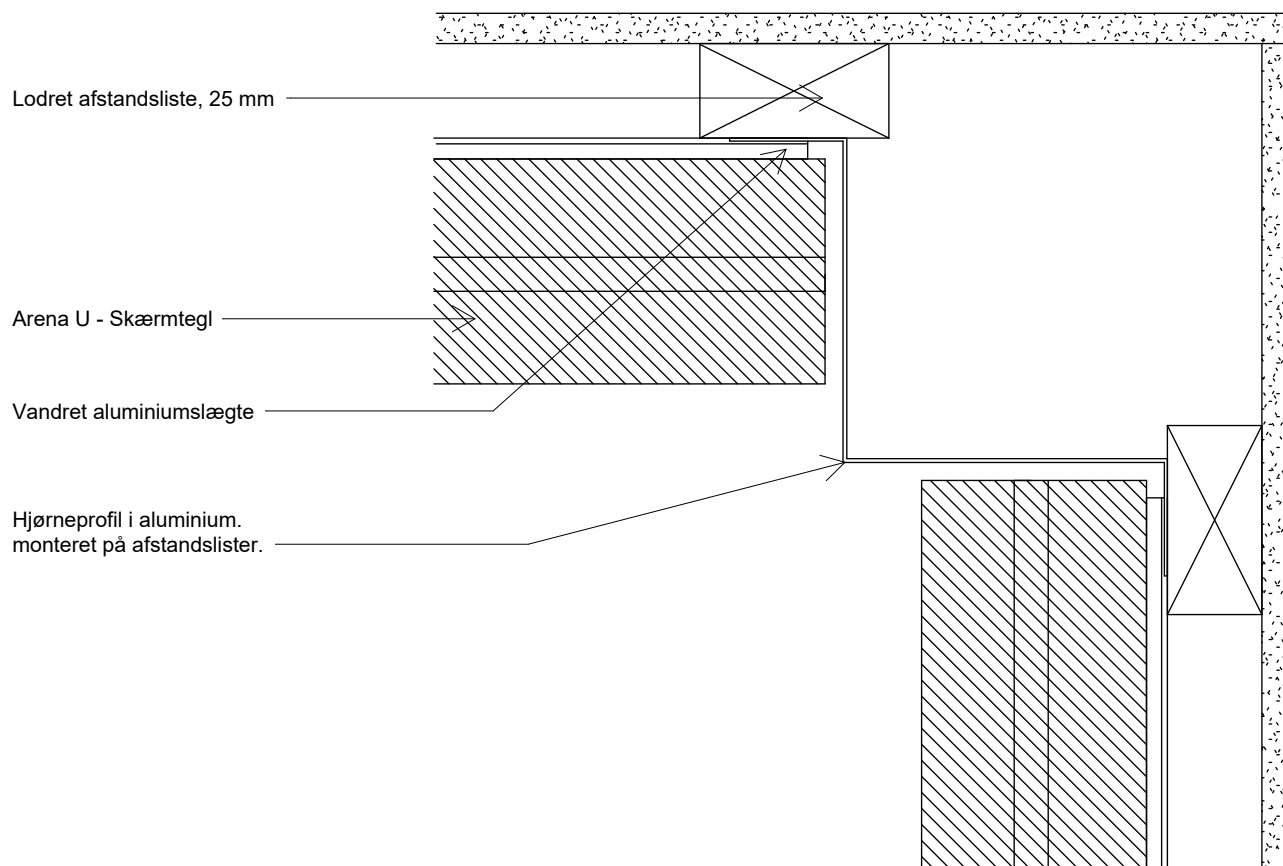 Lodret afstandsliste, 25 mm
Arena U - Skærmtegl
Vandret aluminiumslægte
Hjørneprofil i aluminium.
monteret på afstandslister.